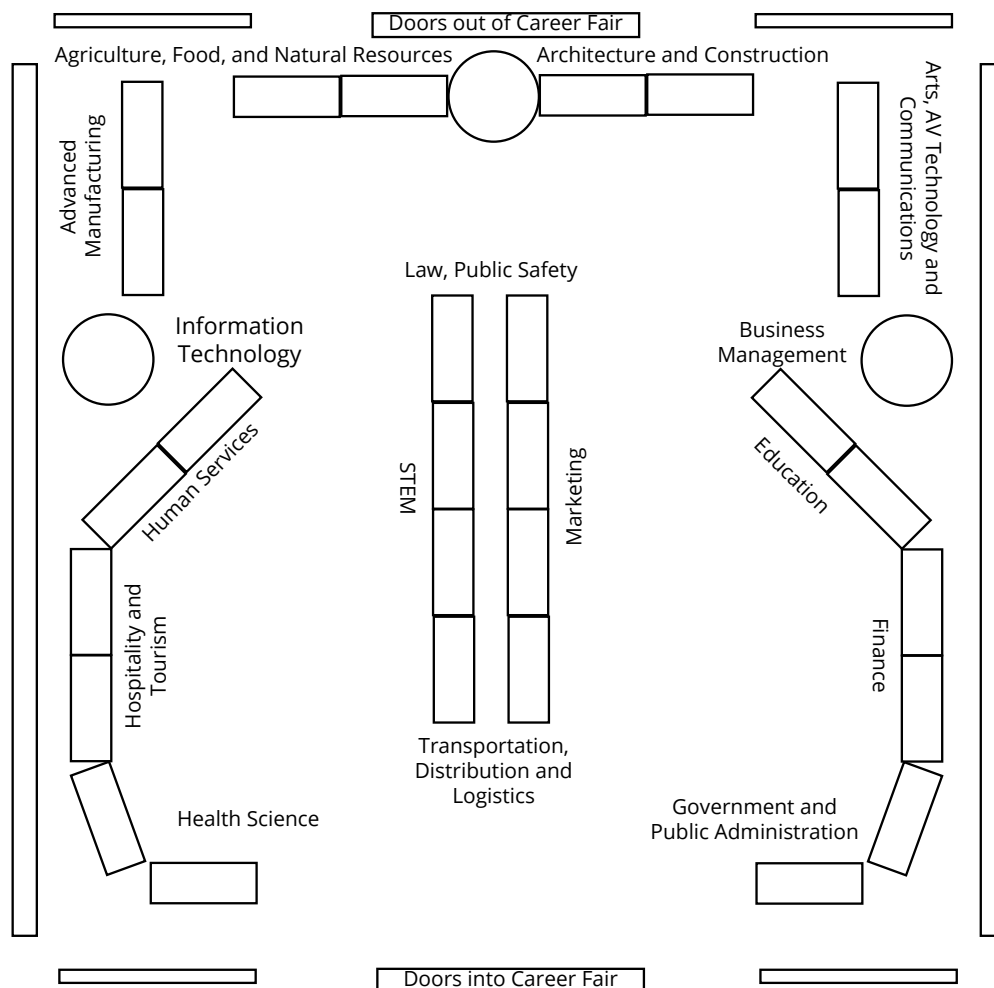 Doors out of Career Fair
Agriculture, Food, and Natural Resources
Architecture and Construction
Advanced
Manufacturing
Arts, AV Technology and
Communications
Law, Public Safety
Information
Technology
Business
Management
Human Services
STEM
Marketing
Education
Hospitality and
Tourism
Finance
Transportation,
Distribution and
Logistics
Health Science
Government and
Public Administration
Doors into Career Fair